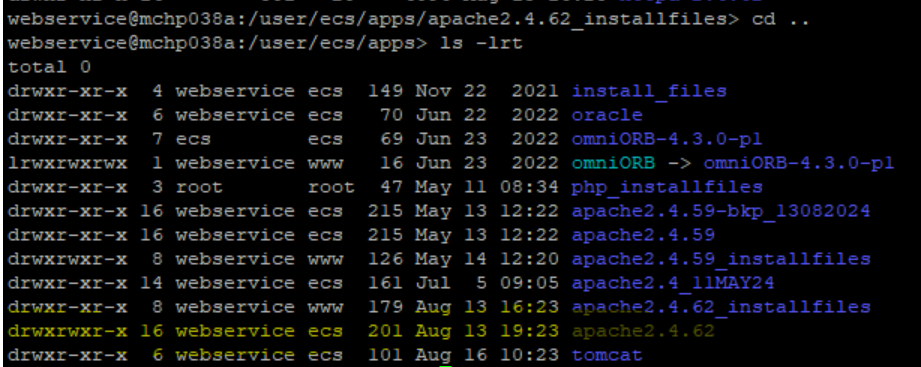 webservice@mchp038a:/user/ecs/apps/apache2.4.62_installfiles> cd ..
webservice@mchp038a:/user/ecs/apps> ls -lrt
total 0
drwxr-xr-x  4 webservice ecs   149 Nov 22  2021 install_files
drwxr-xr-x  6 webservice ecs    70 Jun 22  2022 oracle
drwxr-xr-x  7 ecs        ecs    69 Jun 23  2022 omniORB-4.3.0-p1
lrwxrwxrwx  1 webservice www    16 Jun 23  2022 omniORB -> omniORB-4.3.0-p1
drwxr-xr-x  3 root       root   47 May 11 08:34 php_installfiles
drwxr-xr-x 16 webservice ecs   215 May 13 12:22 apache2.4.59-bkp_13082024
drwxr-xr-x 16 webservice ecs   215 May 13 12:22 apache2.4.59
drwxrwxr-x  8 webservice www   126 May 14 12:20 apache2.4.59_installfiles
drwxr-xr-x 14 webservice ecs   161 Jul  5 09:05 apache2.4_11MAY24
drwxr-xr-x  8 webservice www   179 Aug 13 16:23 apache2.4.62_installfiles
drwxrwxr-x 16 webservice ecs   201 Aug 13 19:23 apache2.4.62
drwxr-xr-x  6 webservice ecs   101 Aug 16 10:23 tomcat